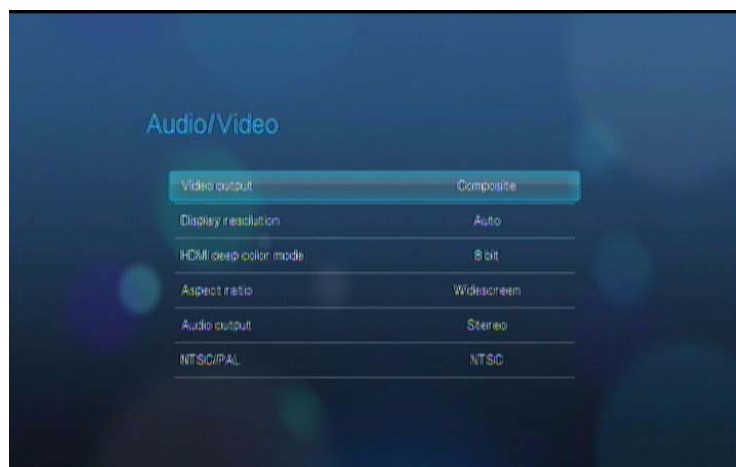 Audio/Video
Video output Composite
Display resolution Auto
HDMI deep color mode 8 bit
Aspect ratio Widescreen
Audio output Stereo
NTSC/PAL NTSC